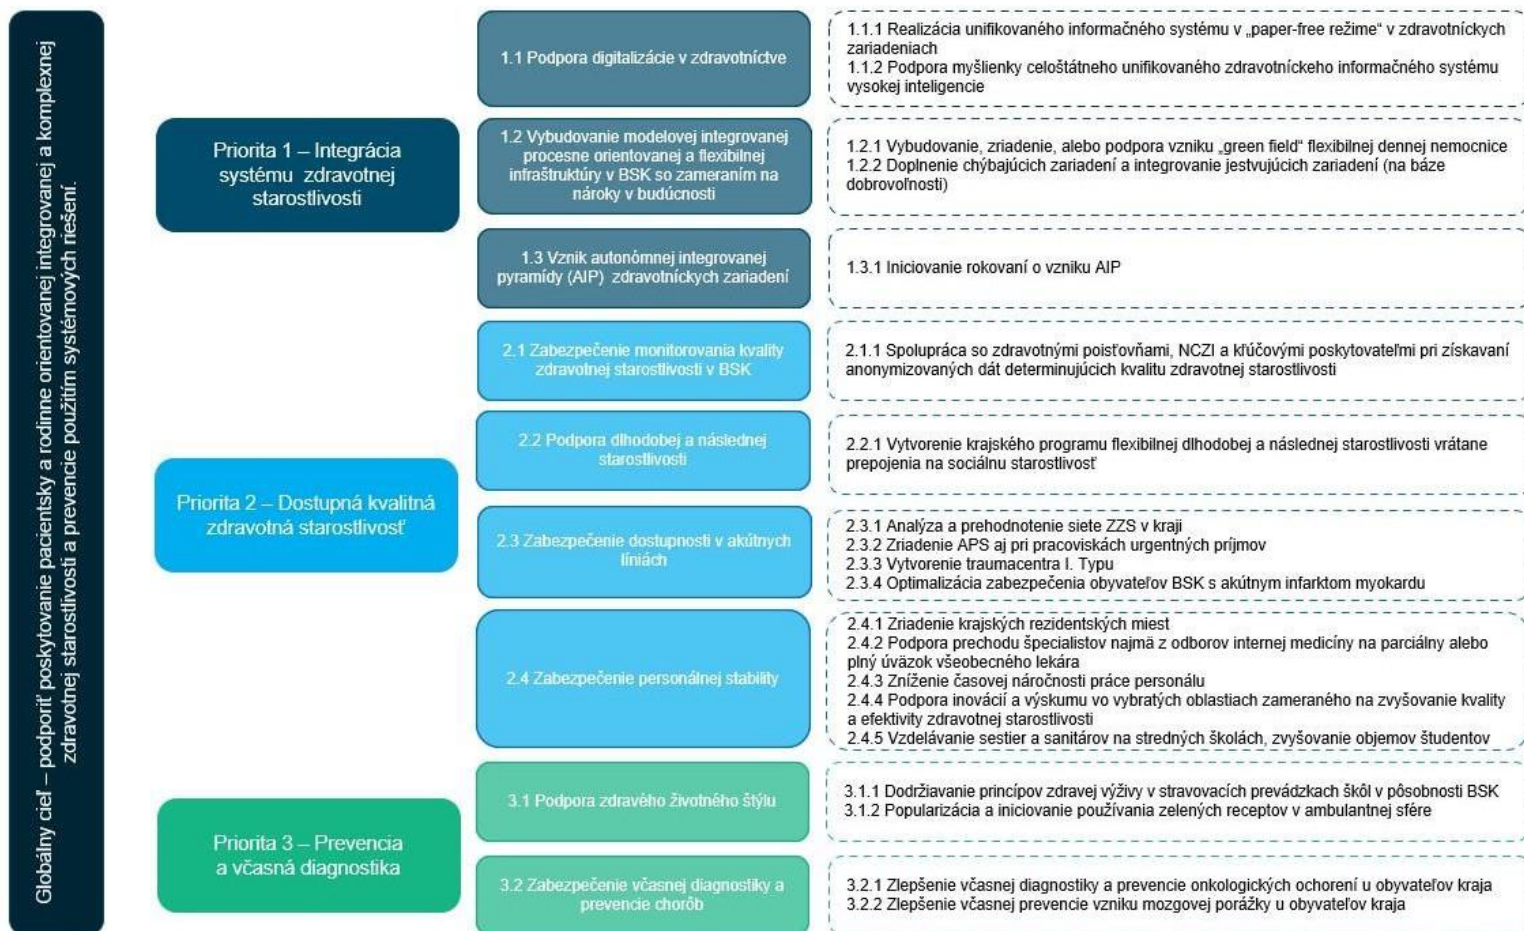 Globálny cieľ – podporiť poskytovanie pacientsky a rodinne orientovanej integrovanej a komplexnej
zdravotnej starostlivosti a prevencie použitím systémových riešení.
Priorita 1 – Integrácia
systému zdravotnej
starostlivosti
1.1 Podpora digitalizácie v zdravotníctve
1.1.1 Realizácia unifikovaného informačného systému v „paper-free režime“ v zdravotníckych
zariadeniach
1.1.2 Podpora myšlienky celoštátneho unifikovaného zdravotníckeho informačného systému
vysokej inteligencie
1.2 Vybudovanie modelovej integrovanej
procesne orientovanej a flexibilnej
infraštruktúry v BSK so zameraním na
nároky v budúcnosti
1.2.1 Vybudovanie, zriadenie, alebo podpora vzniku „green field“ flexibilnej dennej nemocnice
1.2.2 Doplnenie chýbajúcich zariadení a integrovanie jestvujúcich zariadení (na báze
dobrovoľnosti)
1.3 Vznik autonómnej integrovanej
pyramídy (AIP) zdravotníckych zariadení
1.3.1 Iniciovanie rokovaní o vzniku AIP
Priorita 2 – Dostupná kvalitná
zdravotná starostlivosť
2.1 Zabezpečenie monitorovania kvality
zdravotnej starostlivosti v BSK
2.1.1 Spolupráca so zdravotnými poisťovňami, NCZI a kľúčovými poskytovateľmi pri získavaní
anonymizovaných dát determinujúcich kvalitu zdravotnej starostlivosti
2.2 Podpora dlhodobej a následnej
starostlivosti
2.2.1 Vytvorenie krajského programu flexibilnej dlhodobej a následnej starostlivosti vrátane
prepojenia na sociálnu starostlivosť
2.3 Zabezpečenie dostupnosti v akútnych
líniách
2.3.1 Analýza a prehodnotenie siete ZZS v kraji
2.3.2 Zriadenie APS aj pri pracoviskách urgentných príjmov
2.3.3 Vytvorenie traumacentra I. Typu
2.3.4 Optimalizácia zabezpečenia obyvateľov BSK s akútnym infarktom myokardu
2.4 Zabezpečenie personálnej stability
2.4.1 Zriadenie krajských rezidentských miest
2.4.2 Podpora prechodu špecialistov najmä z odborov internej medicíny na parciálny alebo
plný úväzok všeobecného lekára
2.4.3 Zníženie časovej náročnosti práce personálu
2.4.4 Podpora inovácií a výskumu vo vybratých oblastiach zameraného na zvyšovanie kvality
a efektivity zdravotnej starostlivosti
2.4.5 Vzdelávanie sestier a sanitárov na stredných školách, zvyšovanie objemov študentov
Priorita 3 – Prevencia
a včasná diagnostika
3.1 Podpora zdravého životného štýlu
3.1.1 Dodržiavanie princípov zdravej výživy v stravovacích prevádzkach škôl v pôsobnosti BSK
3.1.2 Popularizácia a iniciovanie používania zelených receptov v ambulantnej sfére
3.2 Zabezpečenie včasnej diagnostiky a
prevencie chorôb
3.2.1 Zlepšenie včasnej diagnostiky a prevencie onkologických ochorení u obyvateľov kraja
3.2.2 Zlepšenie včasnej prevencie vzniku mozgovej porážky u obyvateľov kraja